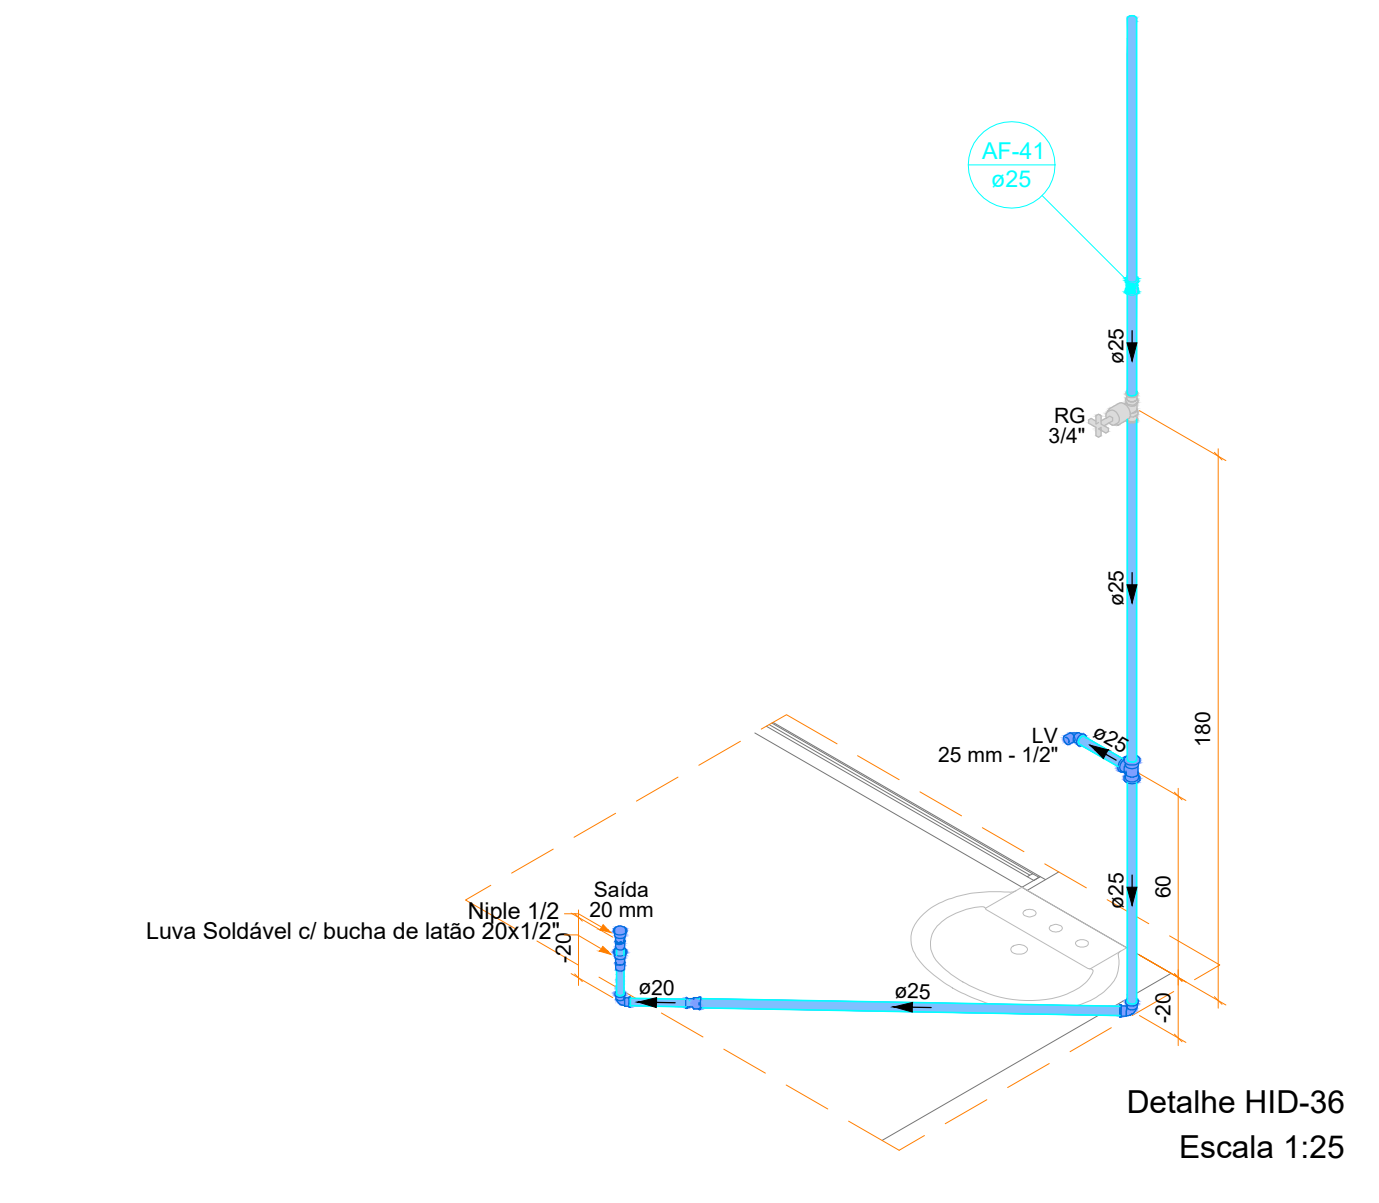 AF-41
ø25
ø25
RG
3/4"
ø25
180
LV
25 mm - 1/2"
ø25
ø25
60
Saída
20 mm
Niple 1/2
Luva Soldável c/ bucha de latão 20x1/2"
-20
ø20
ø25
-20
Detalhe HID-36
Escala 1:25